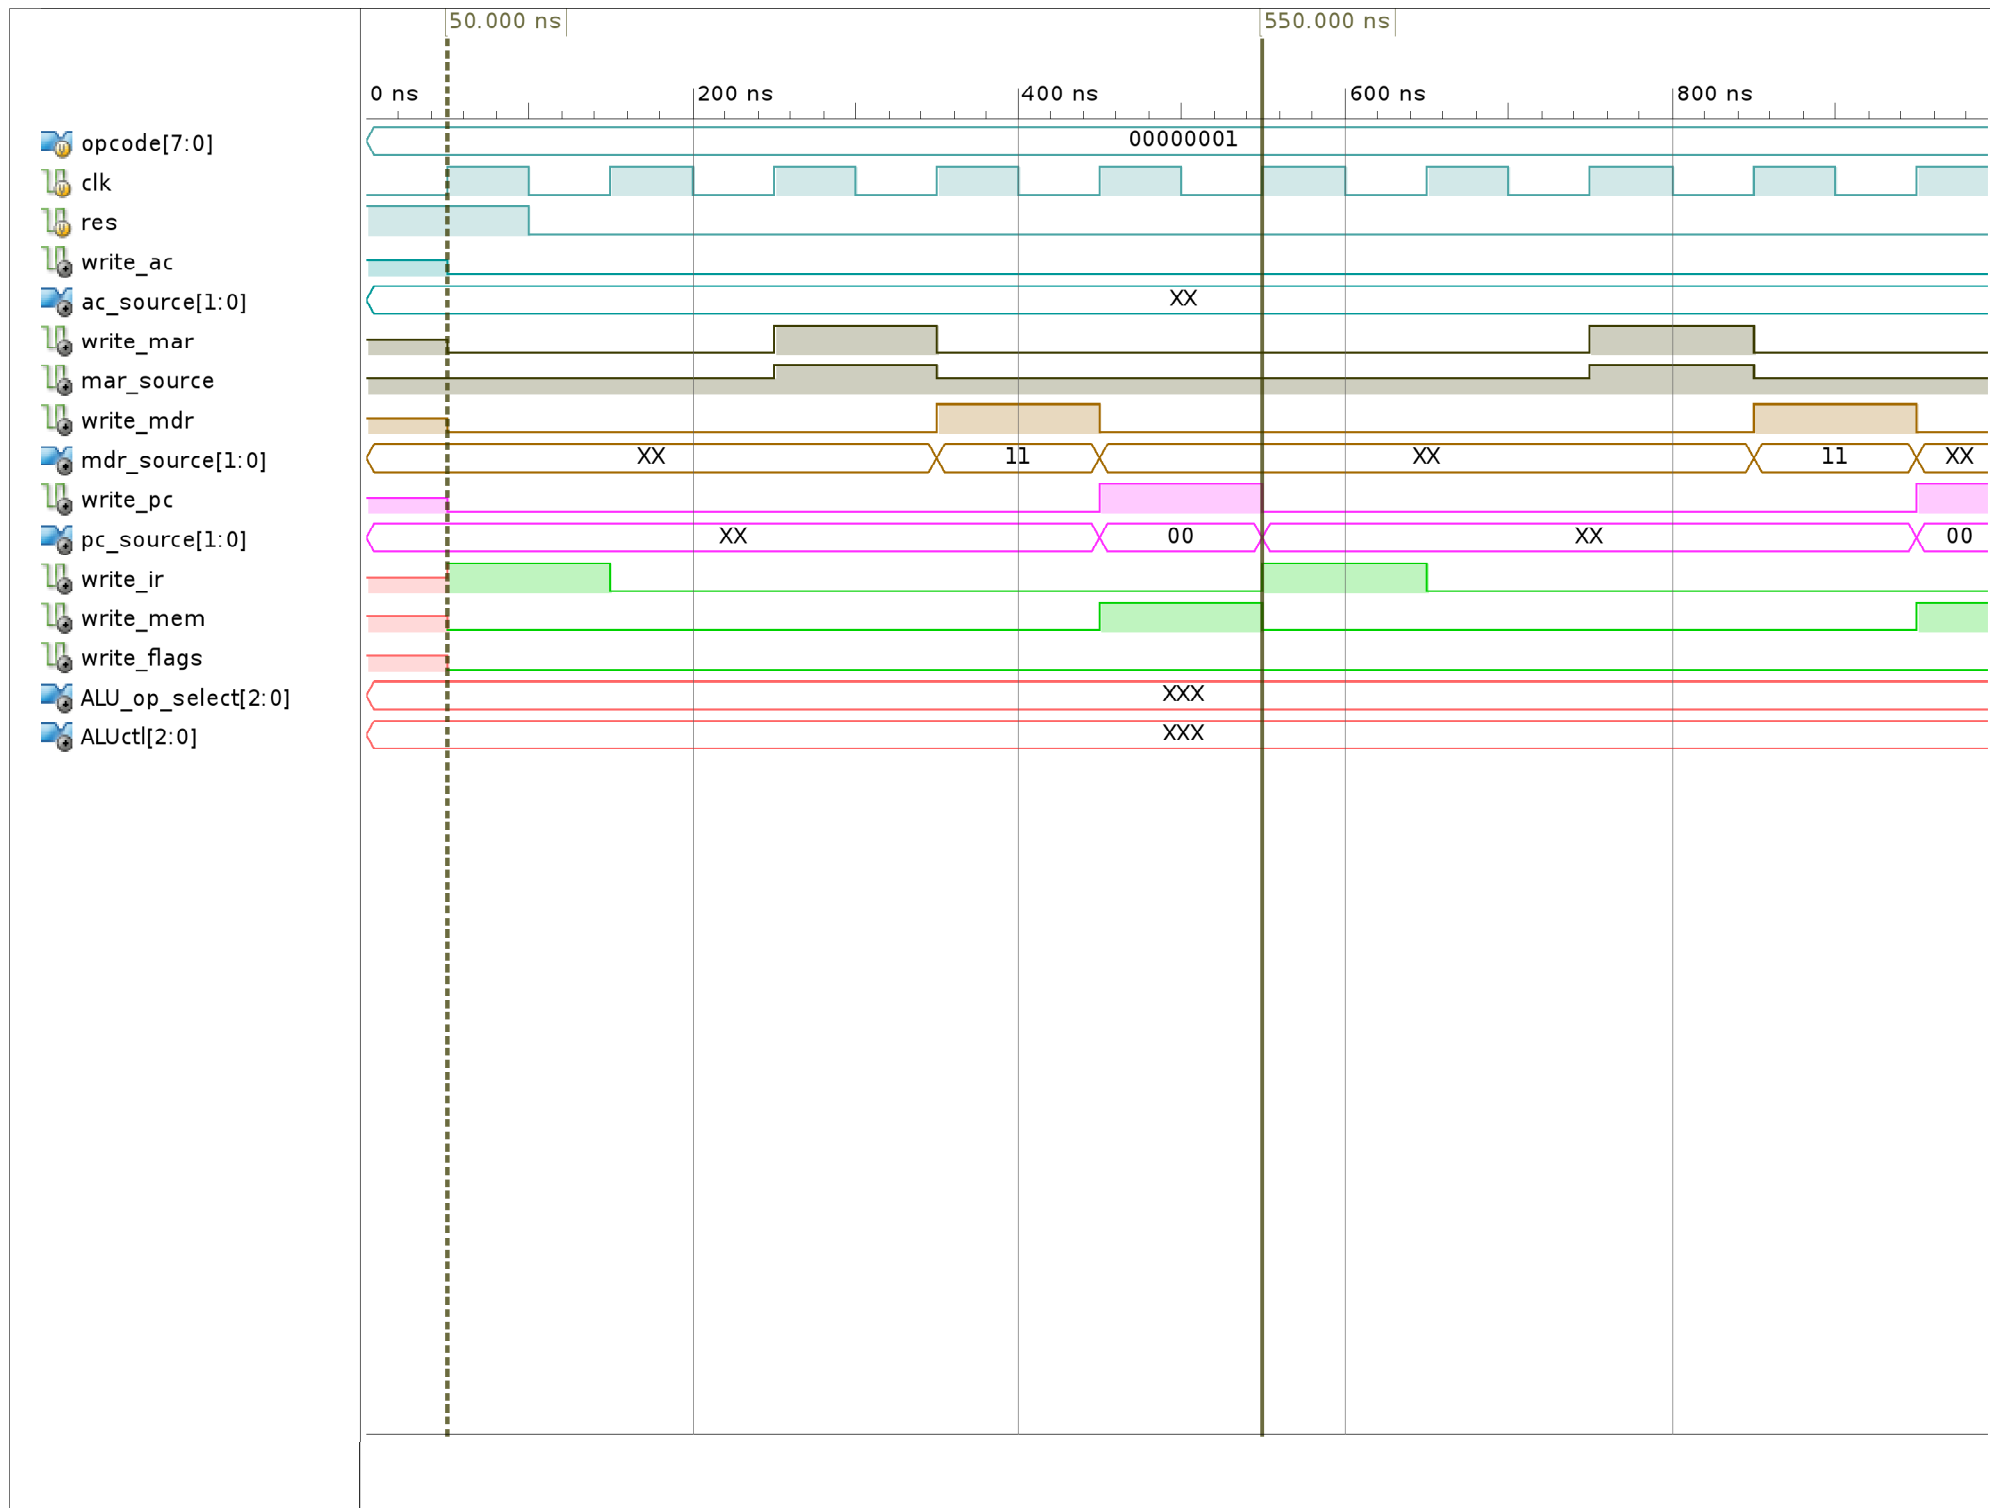 50.000 ns 550.000 ns
0 ns 200 ns 400 ns 600 ns 800 ns
opcode[7:0] 00000001
clk
res
write_ac
ac_source[1:0] XX
write_mar
mar_source
write_mdr
mdr_source[1:0] XX 11 XX 11 XX
write_pc
pc_source[1:0] XX 00 XX 00
write_ir
write_mem
write_flags
ALU_op_select[2:0] XXX
ALUctl[2:0] XXX